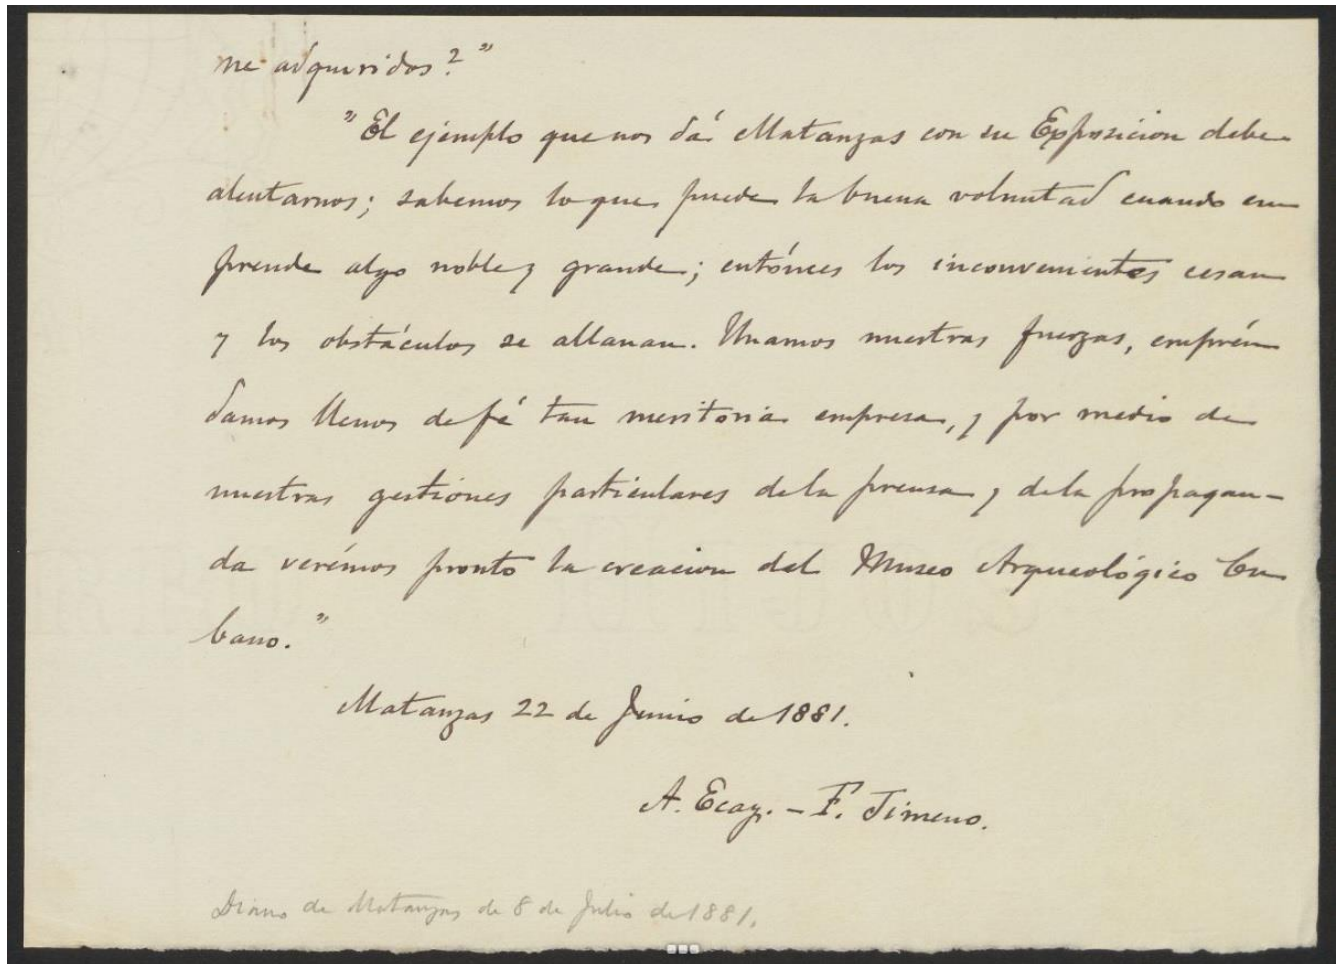 me adqueridos?"
"El ejemplo que nos dá Matanzas con su Exposicion debe
alentarnos; sabemos lo que puede la buena voluntad cuando em
prende algo noble y grande; entónces los inconvenientes cesan
y los obstáculos se allanan. Unamos nuestras fuerzas, emprén
damos llenos de fé tan meritoria empresa, y por medio de
nuestras gestiones particulares de la prensa y de la propagan-
da verémos pronto la creacion del Museo Arqueológico Cu
bano."
Matanzas 22 de Junio de 1881.
A. Ecay. - F. Jimeno.
Diario de Matanzas de 8 de Julio de 1881.